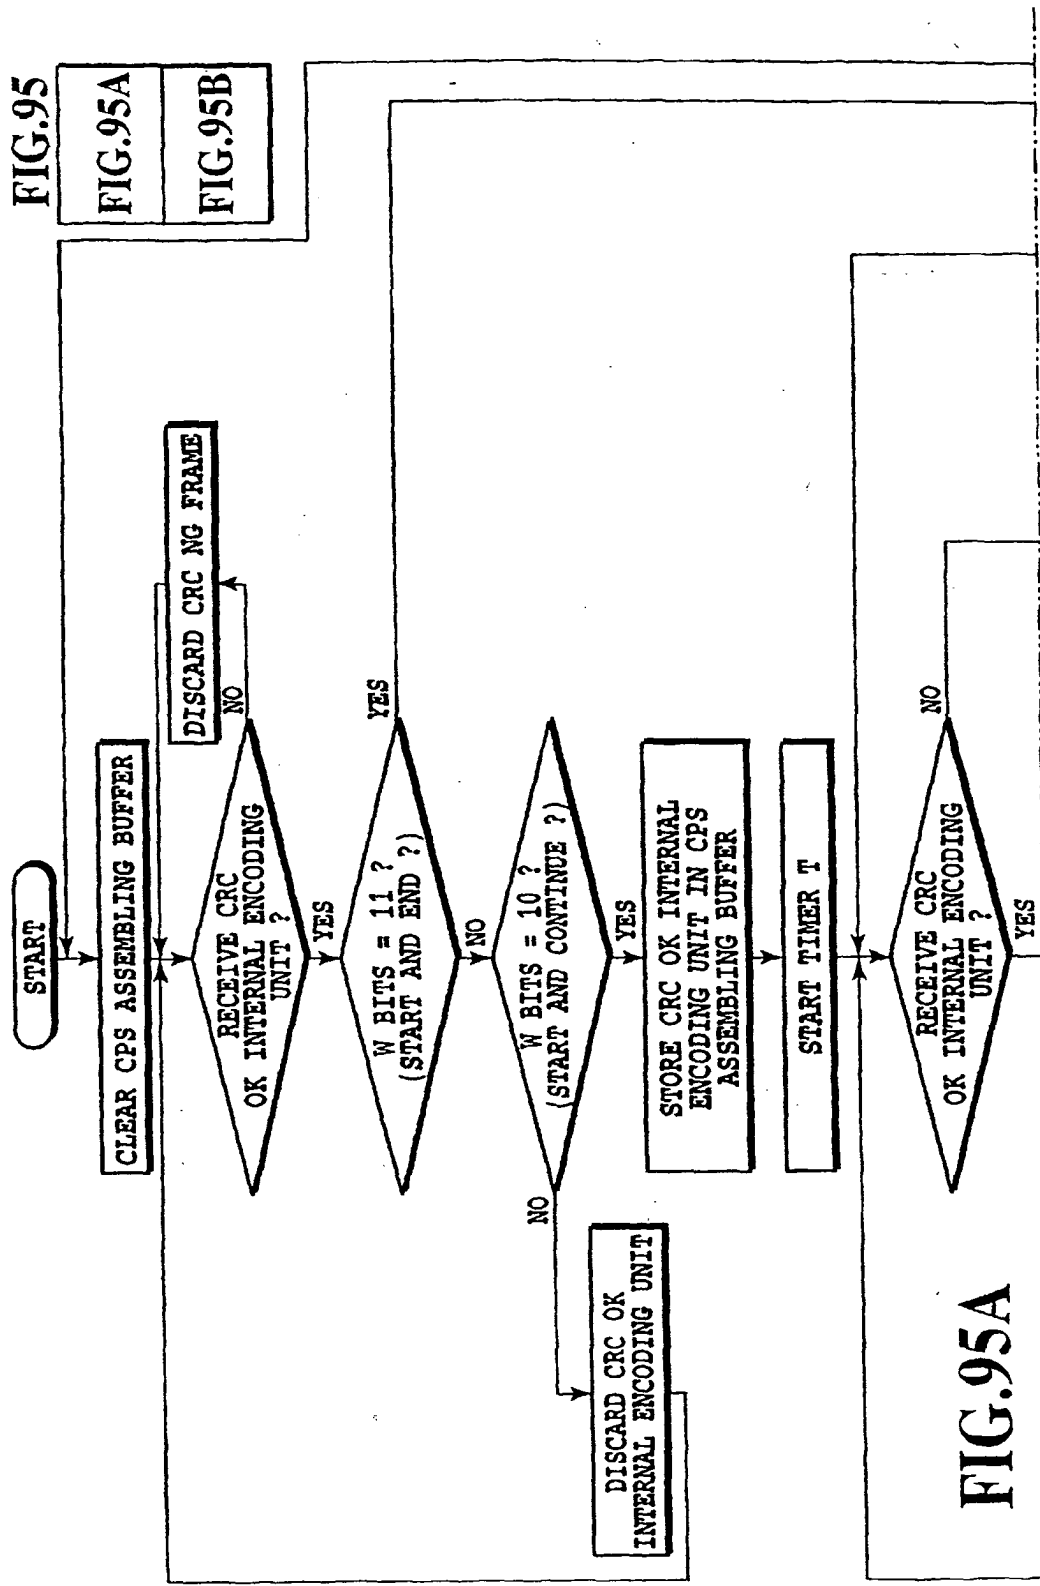 FIG.95
FIG.95A
FIG.95B
START
CLEAR CPS ASSEMBLING BUFFER
DISCARD CRC NG FRAME
RECEIVE CRC
OK INTERNAL ENCODING
UNIT ?
NO
YES
W BITS = 11 ?
(START AND END ?)
YES
NO
W BITS = 10 ?
(START AND CONTINUE ?)
NO
YES
DISCARD CRC OK
INTERNAL ENCODING UNIT
STORE CRC OK INTERNAL
ENCODING UNIT IN CPS
ASSEMBLING BUFFER
START TIMER T
RECEIVE CRC
OK INTERNAL ENCODING
UNIT ?
NO
YES
FIG.95A